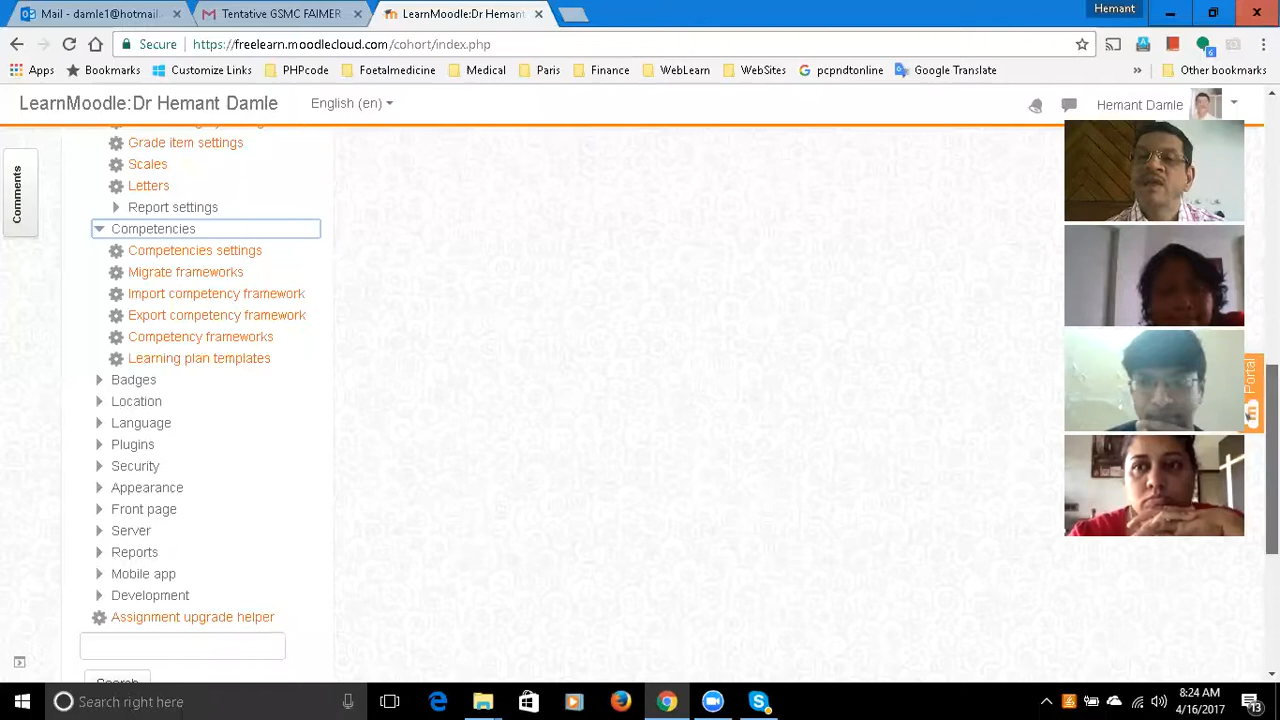 Mail - damle1@hotmail.
Tentative GSMC FAIMER
LearnMoodle:Dr Hemant
Hemant
Secure
https://freelearn.moodlecloud.com/cohort/index.php
6
Apps
Bookmarks
Customize Links
PHPcode
Foetalmedicine
Medical
Paris
Finance
WebLearn
WebSites
pcpndtonline
Google Translate
»
Other bookmarks
LearnMoodle:Dr Hemant Damle
English (en)
Hemant Damle
Comments
Grade item settings
Scales
Letters
Report settings
Competencies
Competencies settings
Migrate frameworks
Import competency framework
Export competency framework
Competency frameworks
Learning plan templates
Badges
Location
Language
Plugins
Security
Appearance
Front page
Server
Reports
Mobile app
Development
Assignment upgrade helper
Search
Portal
Search right here
8:24 AM
4/16/2017
13